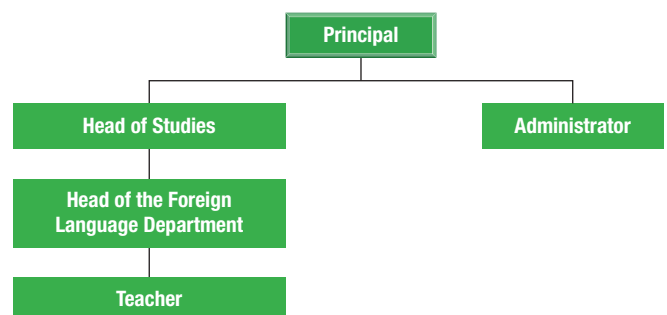 Principal
Head of Studies
Administrator
Head of the Foreign
Language Department
Teacher